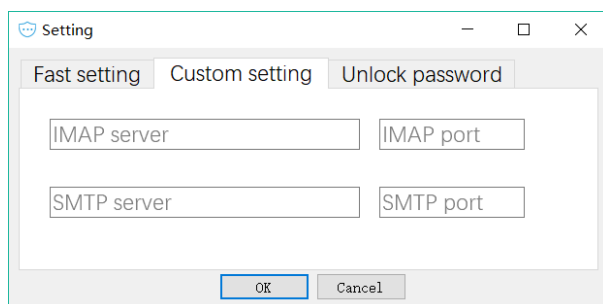 Setting
Fast setting Custom setting Unlock password
IMAP server IMAP port
SMTP server SMTP port
OK Cancel